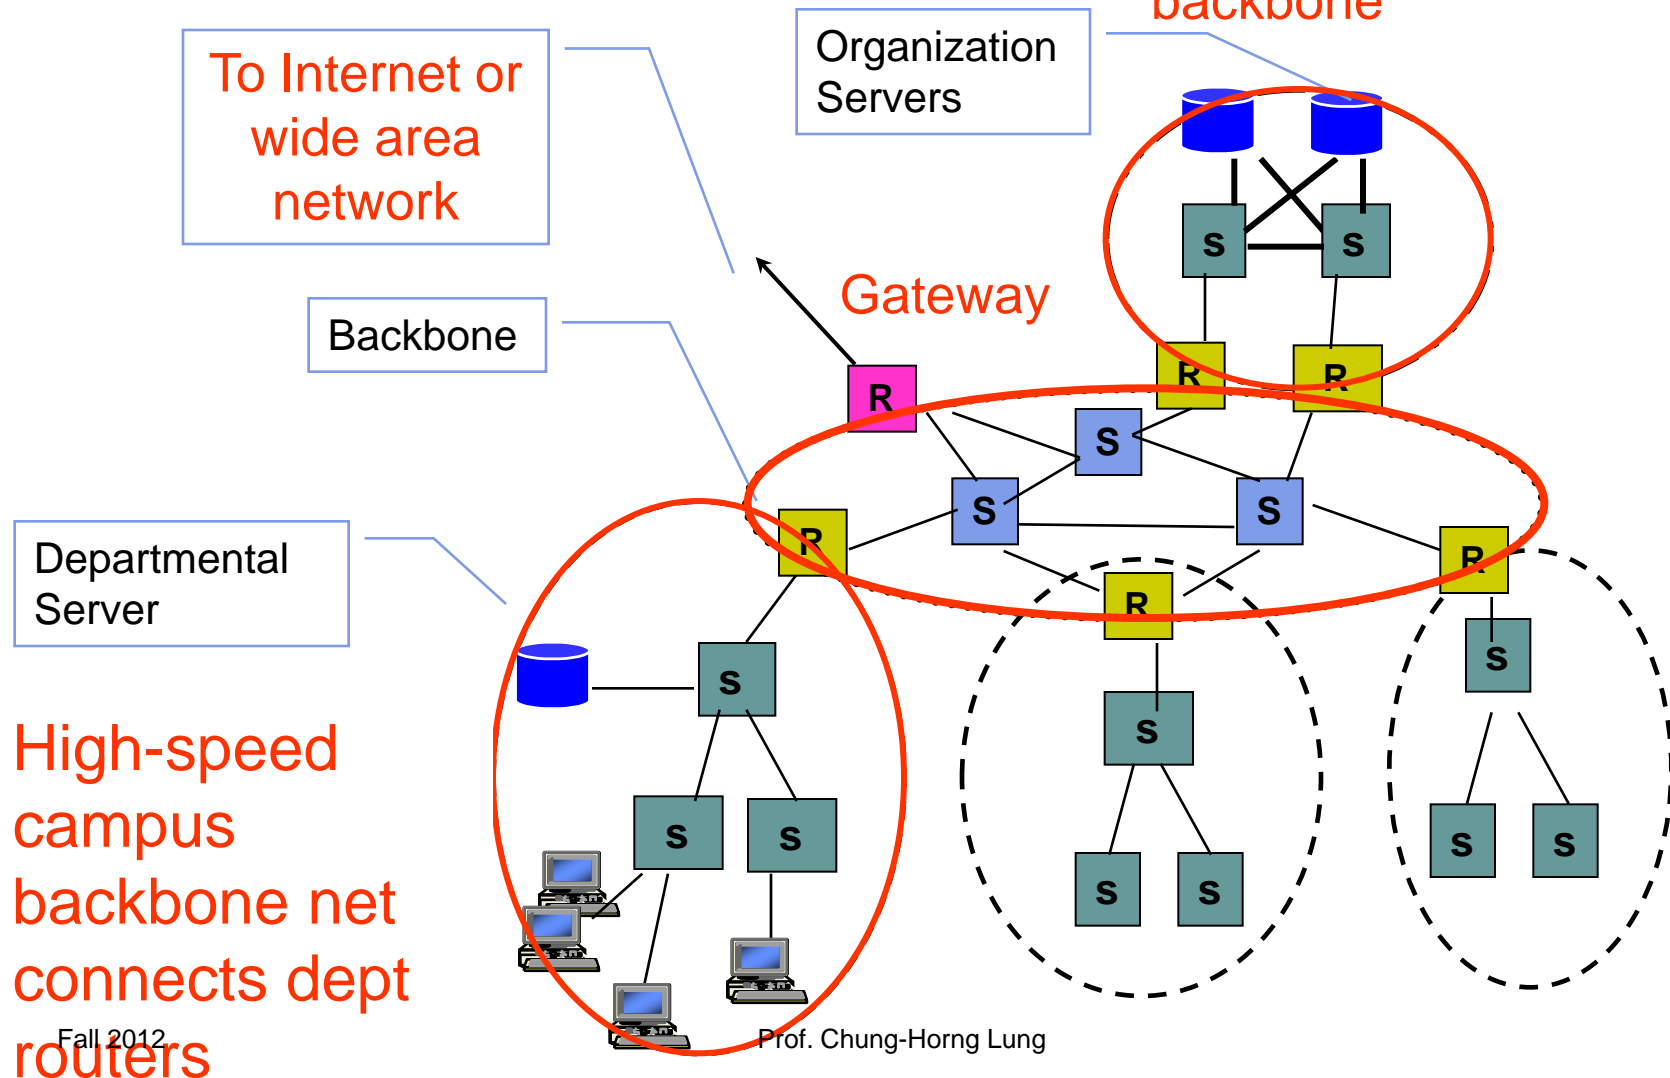 backbone
Organization
Servers
To Internet or
wide area
network
S
S
Gateway
Backbone
R
R
R
S
S
S
R
R
R
Departmental
Server
S
S
S
High-speed
campus
backbone net
connects dept
routers
S
S
S
S
S
S
S
S
Fall 2012
Prof. Chung-Horng Lung